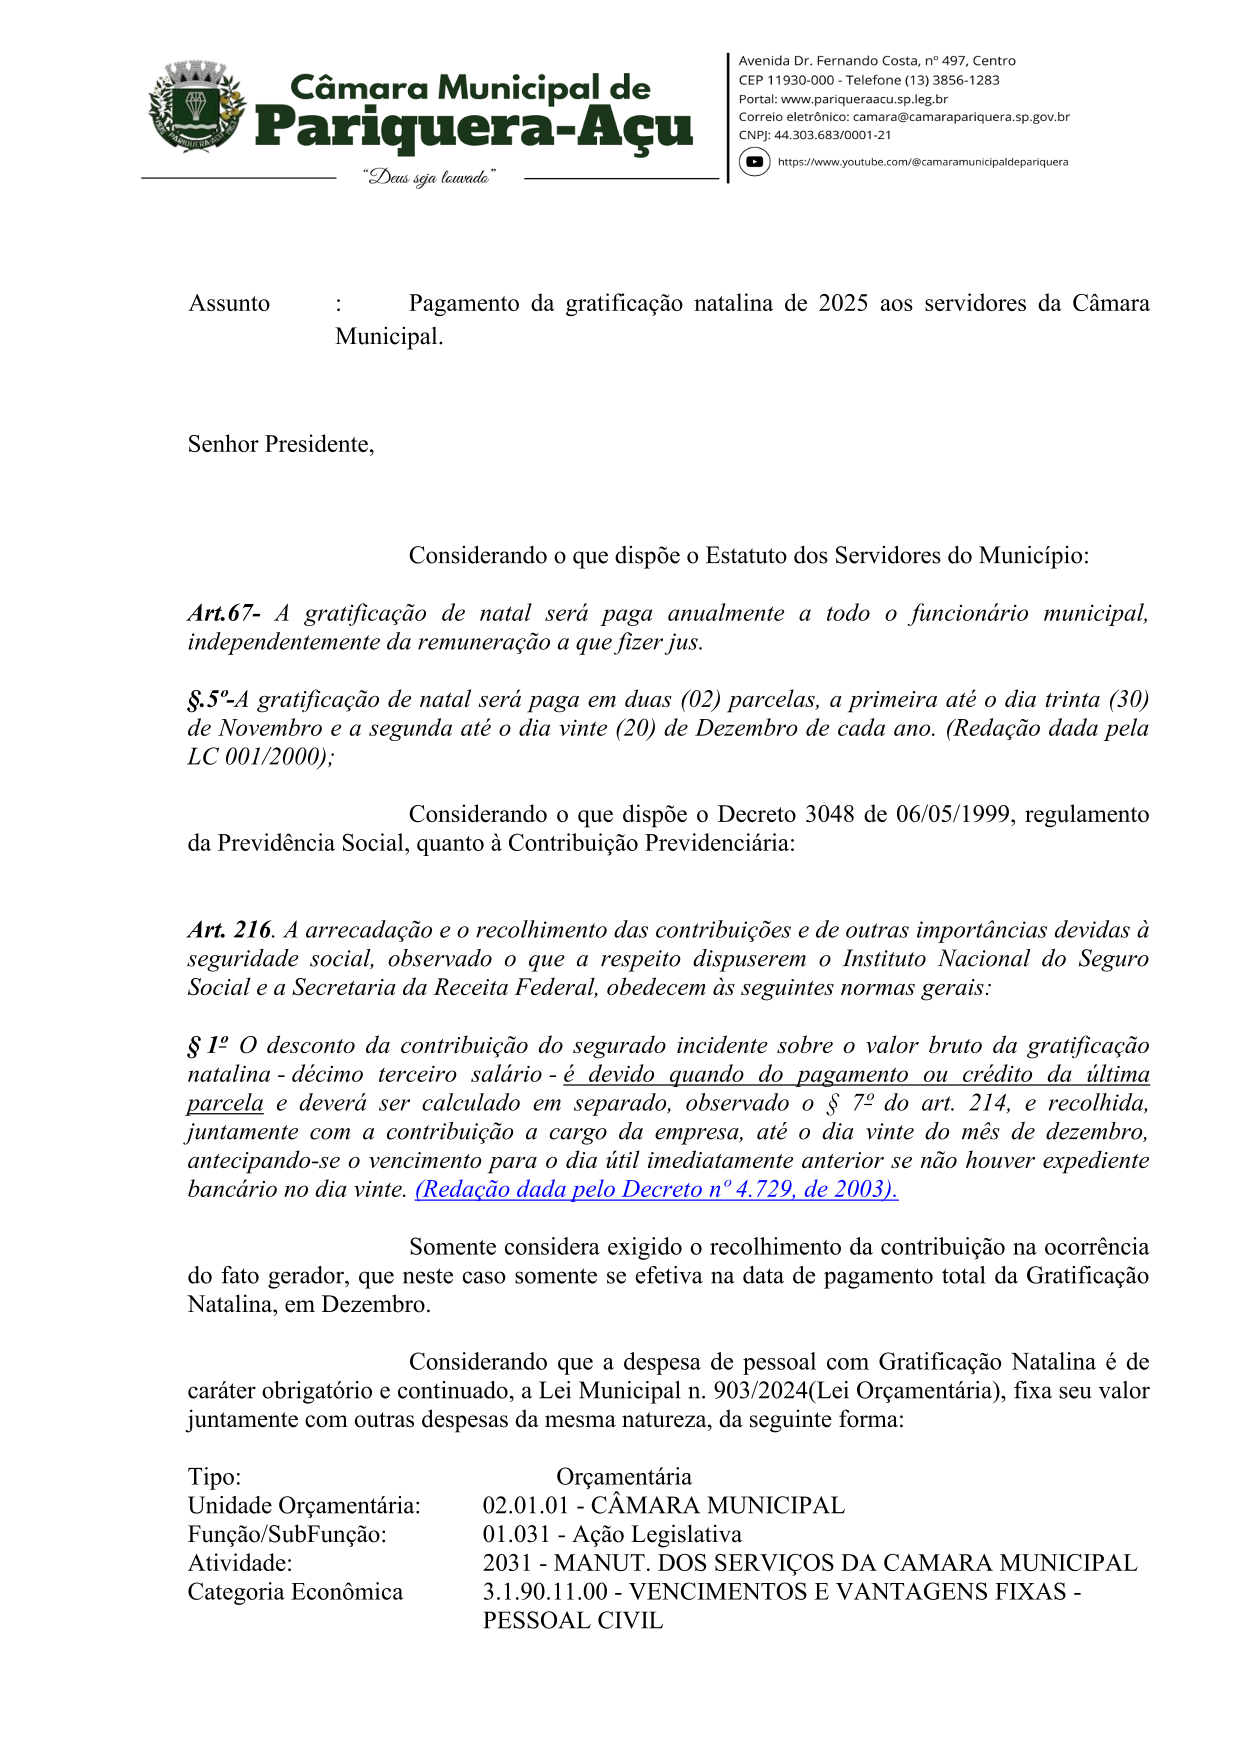 Câmara Municipal de
Pariquera-Açu
“Deus seja louvado”
Avenida Dr. Fernando Costa, nº 497, Centro
CEP 11930-000 - Telefone (13) 3856-1283
Portal: www.pariqueraacu.sp.leg.br
Correio eletrônico: camara@camarapariquera.sp.gov.br
CNPJ: 44.303.683/0001-21
https://www.youtube.com/@camaramunicipaldepariquera
Assunto : Pagamento da gratificação natalina de 2025 aos servidores da Câmara
Municipal.
Senhor Presidente,
Considerando o que dispõe o Estatuto dos Servidores do Município:
Art.67- A gratificação de natal será paga anualmente a todo o funcionário municipal,
independentemente da remuneração a que fizer jus.
§.5º-A gratificação de natal será paga em duas (02) parcelas, a primeira até o dia trinta (30)
de Novembro e a segunda até o dia vinte (20) de Dezembro de cada ano. (Redação dada pela
LC 001/2000);
Considerando o que dispõe o Decreto 3048 de 06/05/1999, regulamento
da Previdência Social, quanto à Contribuição Previdenciária:
Art. 216. A arrecadação e o recolhimento das contribuições e de outras importâncias devidas à
seguridade social, observado o que a respeito dispuserem o Instituto Nacional do Seguro
Social e a Secretaria da Receita Federal, obedecem às seguintes normas gerais:
§ 1º O desconto da contribuição do segurado incidente sobre o valor bruto da gratificação
natalina - décimo terceiro salário - é devido quando do pagamento ou crédito da última
parcela e deverá ser calculado em separado, observado o § 7º do art. 214, e recolhida,
juntamente com a contribuição a cargo da empresa, até o dia vinte do mês de dezembro,
antecipando-se o vencimento para o dia útil imediatamente anterior se não houver expediente
bancário no dia vinte. (Redação dada pelo Decreto nº 4.729, de 2003).
Somente considera exigido o recolhimento da contribuição na ocorrência
do fato gerador, que neste caso somente se efetiva na data de pagamento total da Gratificação
Natalina, em Dezembro.
Considerando que a despesa de pessoal com Gratificação Natalina é de
caráter obrigatório e continuado, a Lei Municipal n. 903/2024(Lei Orçamentária), fixa seu valor
juntamente com outras despesas da mesma natureza, da seguinte forma:
Tipo: Orçamentária
Unidade Orçamentária: 02.01.01 - CÂMARA MUNICIPAL
Função/SubFunção: 01.031 - Ação Legislativa
Atividade: 2031 - MANUT. DOS SERVIÇOS DA CAMARA MUNICIPAL
Categoria Econômica 3.1.90.11.00 - VENCIMENTOS E VANTAGENS FIXAS -
PESSOAL CIVIL